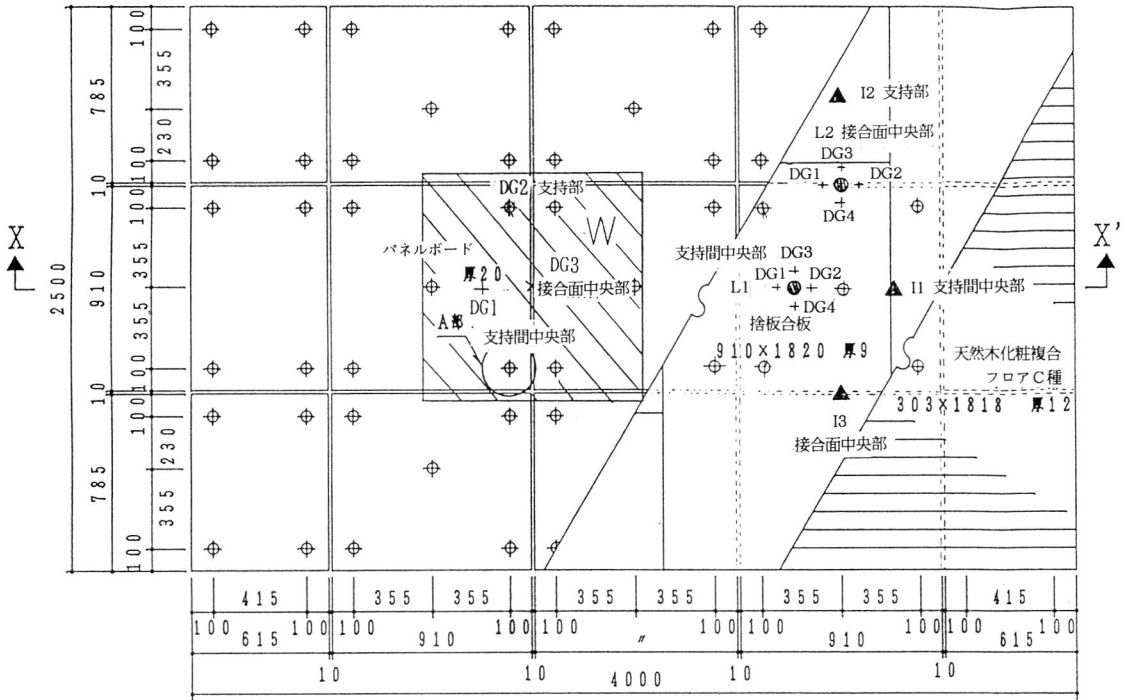 I2 支持部
L2 接合面中央部
DG3
DG1
DG2
DG4
DG2 支持部
W
パネルボード
厚20
DG3
接合面中央部
DG1
A部
支持間中央部
支持間中央部
DG3
DG1
DG2
L1
DG4
I1 支持間中央部
捨板合板
910×1820 厚9
天然木化粧複合
フロアC種
303×1818 厚12
I3
接合面中央部
X
X'
2500
785
10
910
10
785
100
355
230
100
100
355
355
100
100
230
355
100
415
355
355
355
355
355
355
415
100
100
100
100
100
100
100
100
100
100
615
910
〃
910
615
10
10
10
10
4000